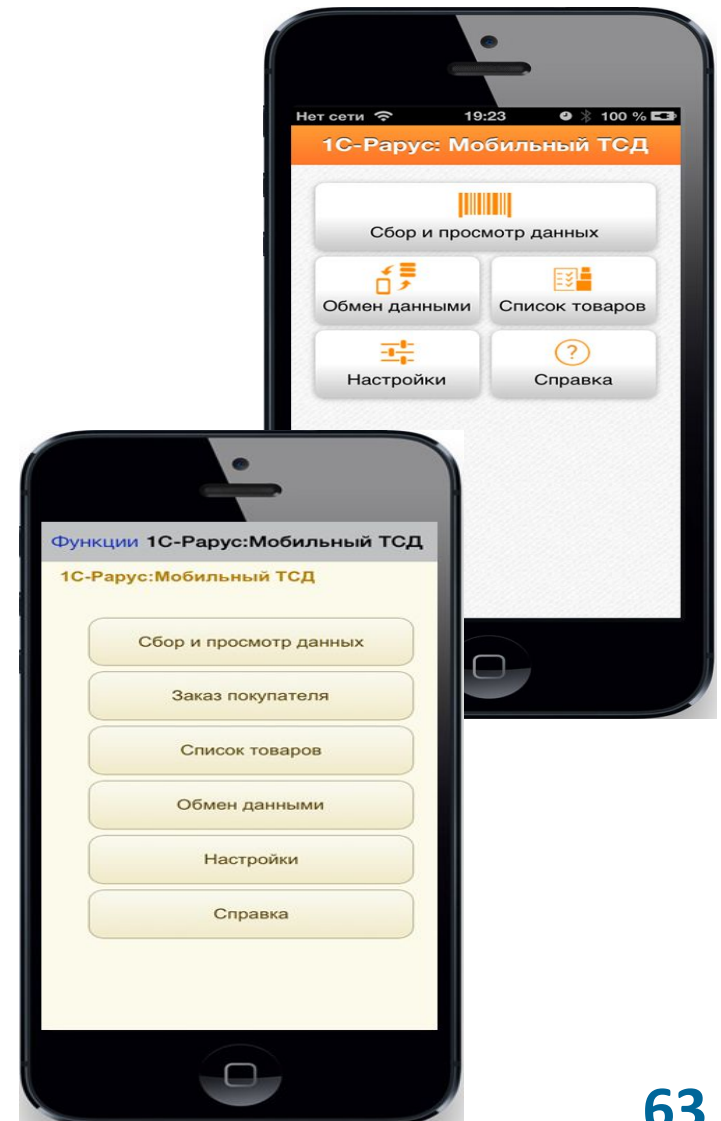 Нет сети 19:23 100 %
1С-Рарус: Мобильный ТСД
Сбор и просмотр данных
Обмен данными Список товаров
Настройки Справка
Функции 1С-Рарус:Мобильный ТСД
1С-Рарус:Мобильный ТСД
Сбор и просмотр данных
Заказ покупателя
Список товаров
Обмен данными
Настройки
Справка
63